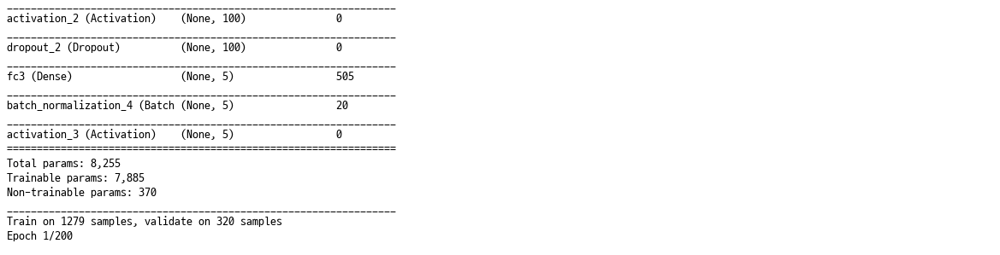 _________________________________________________________________
activation_2 (Activation)    (None, 100)               0
_________________________________________________________________
dropout_2 (Dropout)          (None, 100)               0
_________________________________________________________________
fc3 (Dense)                  (None, 5)                 505
_________________________________________________________________
batch_normalization_4 (Batch (None, 5)                 20
_________________________________________________________________
activation_3 (Activation)    (None, 5)                 0
=================================================================
Total params: 8,255
Trainable params: 7,885
Non-trainable params: 370
_________________________________________________________________
Train on 1279 samples, validate on 320 samples
Epoch 1/200